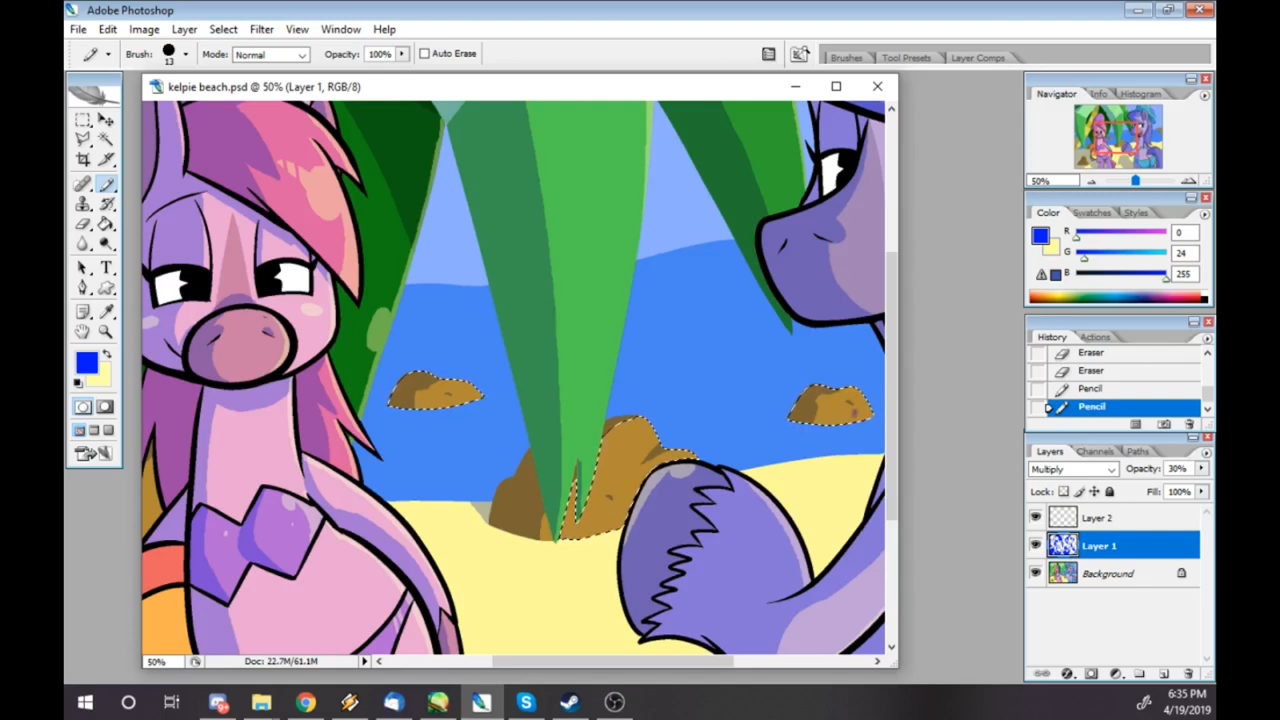 Adobe Photoshop
File Edit Image Layer Select Filter View Window Help
Brush: 13 Mode: Normal Opacity: 100% Auto Erase
Brushes Tool Presets Layer Comps
kelpie beach.psd @ 50% (Layer 1, RGB/8)
Navigator Info Histogram
50%
Color Swatches Styles
R 0
G 24
B 255
History Actions
Eraser
Eraser
Pencil
Pencil
Layers Channels Paths
Multiply Opacity: 30%
Lock: Fill: 100%
Layer 2
Layer 1
Background
50% Doc: 22.7M/61.1M
6:35 PM
4/19/2019